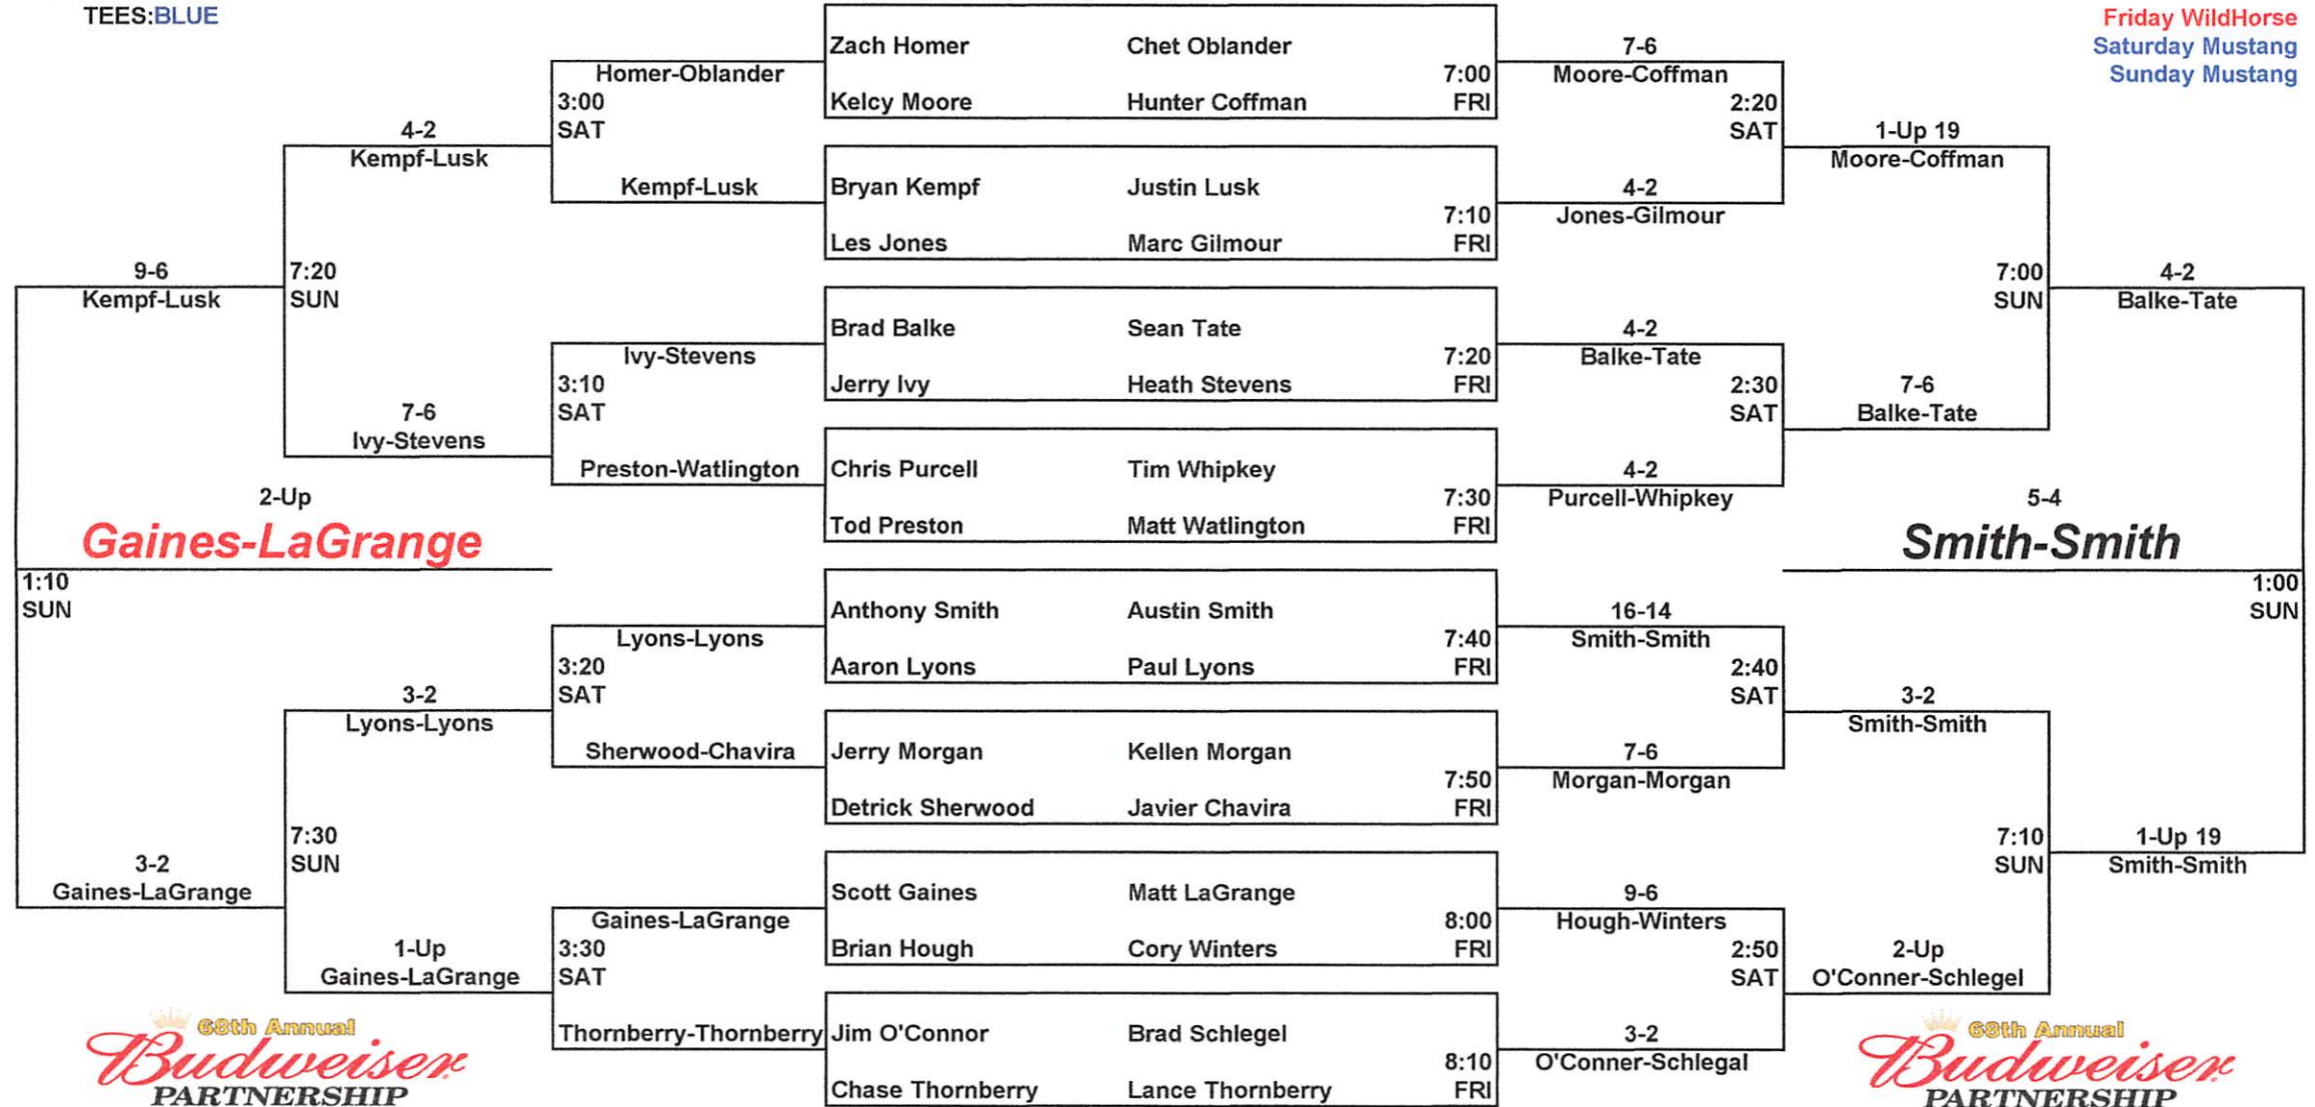 TEES:BLUE
Friday WildHorse
Saturday Mustang
Sunday Mustang
Homer-Oblander
3:00
SAT
4-2
Kempf-Lusk
Kempf-Lusk
9-6
Kempf-Lusk
7:20
SUN
Ivy-Stevens
3:10
SAT
7-6
Ivy-Stevens
Preston-Watlington
2-Up
Gaines-LaGrange
1:10
SUN
Lyons-Lyons
3:20
SAT
3-2
Lyons-Lyons
Sherwood-Chavira
7:30
SUN
3-2
Gaines-LaGrange
Gaines-LaGrange
1-Up
Gaines-LaGrange
3:30
SAT
Thornberry-Thornberry
68th Annual
Budweiser
PARTNERSHIP
Zach Homer Chet Oblander
7:00
Kelcy Moore Hunter Coffman FRI
Bryan Kempf Justin Lusk
7:10
Les Jones Marc Gilmour FRI
Brad Balke Sean Tate
7:20
Jerry Ivy Heath Stevens FRI
Chris Purcell Tim Whipkey
7:30
Tod Preston Matt Watlington FRI
Anthony Smith Austin Smith
7:40
Aaron Lyons Paul Lyons FRI
Jerry Morgan Kellen Morgan
7:50
Detrick Sherwood Javier Chavira FRI
Scott Gaines Matt LaGrange
8:00
Brian Hough Cory Winters FRI
Jim O'Connor Brad Schlegel
8:10
Chase Thornberry Lance Thornberry FRI
7-6
Moore-Coffman
2:20
SAT
1-Up 19
Moore-Coffman
4-2
Jones-Gilmour
7:00
SUN
4-2
Balke-Tate
4-2
Balke-Tate
2:30
SAT
7-6
Balke-Tate
4-2
Purcell-Whipkey
5-4
Smith-Smith
1:00
SUN
16-14
Smith-Smith
2:40
SAT
3-2
Smith-Smith
7-6
Morgan-Morgan
7:10
SUN
1-Up 19
Smith-Smith
9-6
Hough-Winters
2:50
SAT
2-Up
O'Conner-Schlegel
3-2
O'Conner-Schlegal
68th Annual
Budweiser
PARTNERSHIP